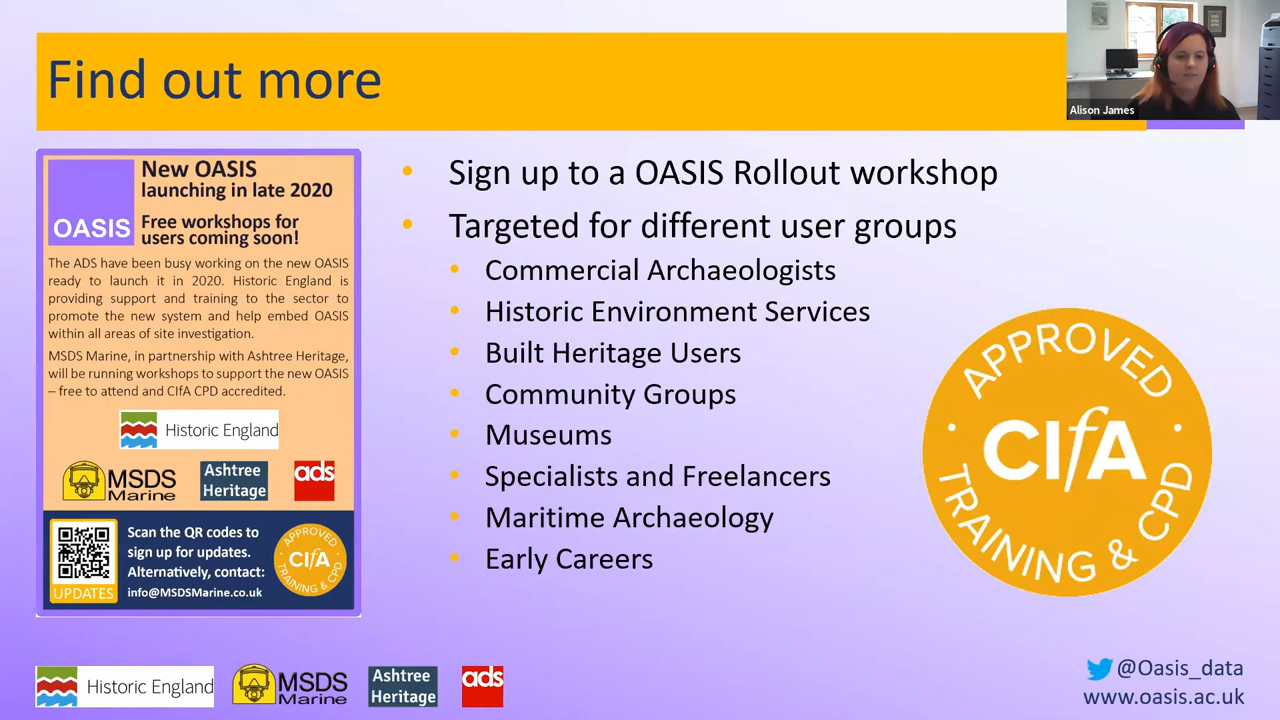 Find out more
Alison James
OASIS
New OASIS
launching in late 2020
Free workshops for
users coming soon!
The ADS have been busy working on the new OASIS
ready to launch it in 2020. Historic England is
providing support and training to the sector to
promote the new system and help embed OASIS
within all areas of site investigation.
MSDS Marine, in partnership with Ashtree Heritage,
will be running workshops to support the new OASIS
– free to attend and CIfA CPD accredited.
Historic England
MSDS
Marine
Ashtree
Heritage
ads
UPDATES
Scan the QR codes to
sign up for updates.
Alternatively, contact:
info@MSDSMarine.co.uk
APPROVED
CIfA
TRAINING & CPD
• Sign up to a OASIS Rollout workshop
• Targeted for different user groups
• Commercial Archaeologists
• Historic Environment Services
• Built Heritage Users
• Community Groups
• Museums
• Specialists and Freelancers
• Maritime Archaeology
• Early Careers
APPROVED
CIfA
TRAINING & CPD
Historic England
MSDS
Marine
Ashtree
Heritage
ads
@Oasis_data
www.oasis.ac.uk